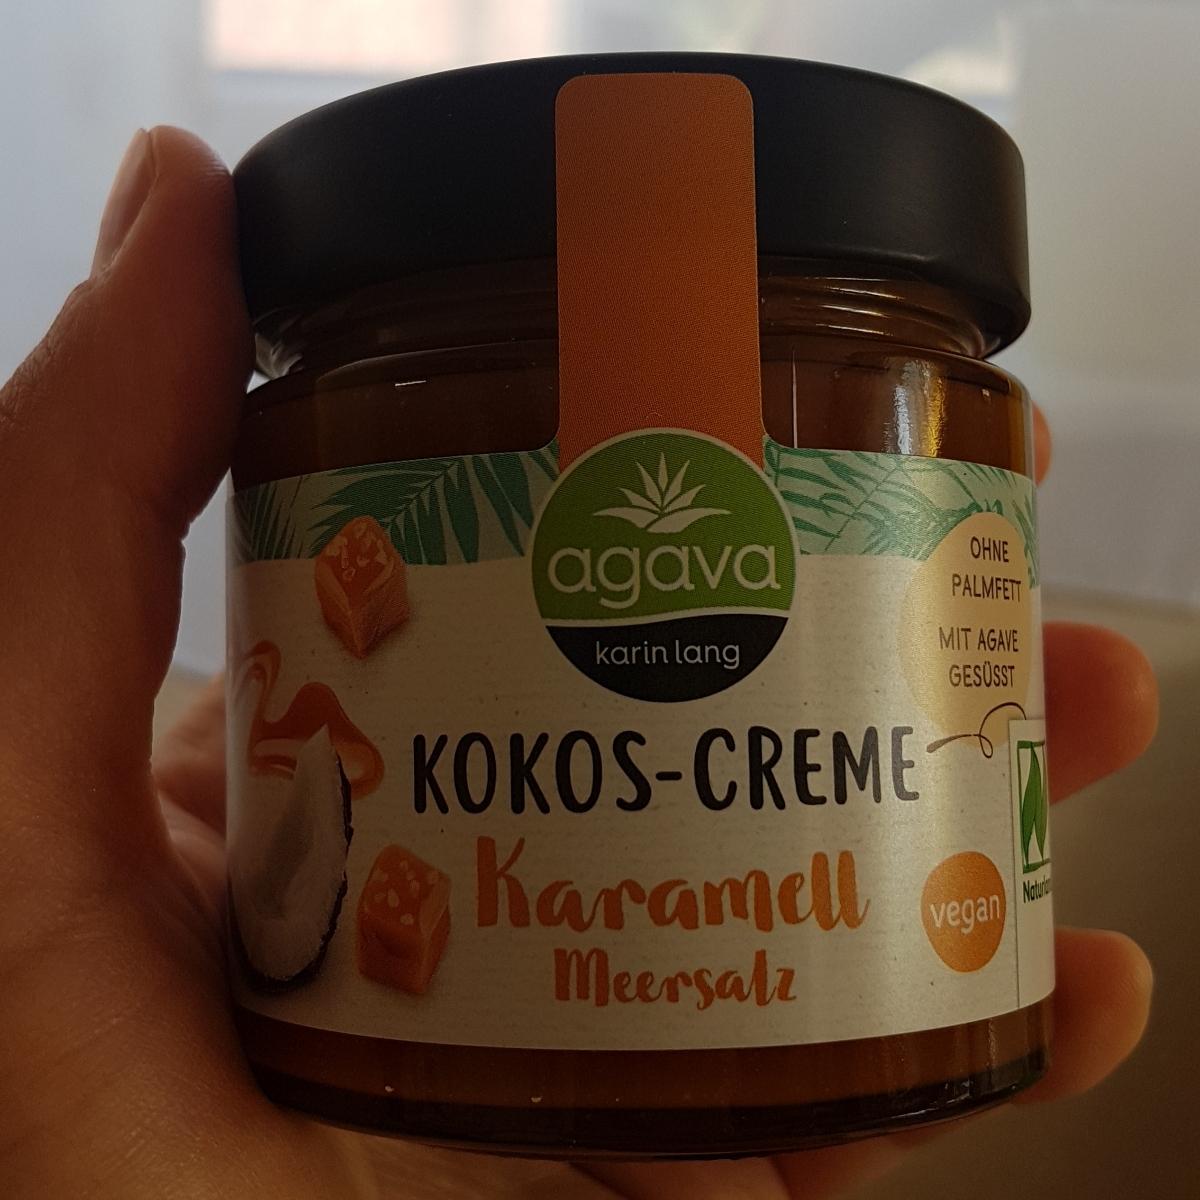 agava
karin lang
OHNE
PALMFETT
MIT AGAVE
GESÜSST
KOKOS-CREME
Karamell
Meersalz
vegan